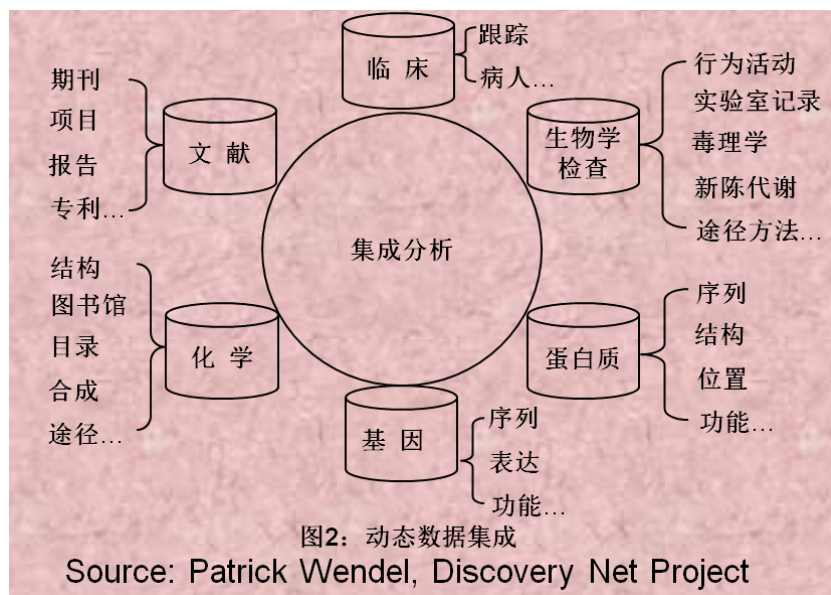 临 床
跟踪
病人...
文 献
期刊
项目
报告
专利...
生物学
检查
行为活动
实验室记录
毒理学
新陈代谢
途径方法...
集成分析
化 学
结构
图书馆
目录
合成
途径...
蛋白质
序列
结构
位置
功能...
基 因
序列
表达
功能...
图2：动态数据集成
Source: Patrick Wendel, Discovery Net Project